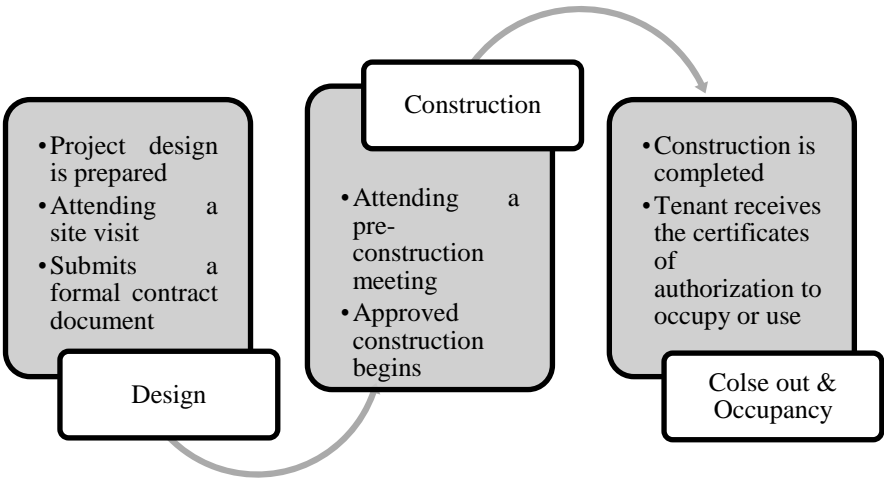 •Project design
is prepared
•Attending a
site visit
•Submits a
formal contract
document
Design
Construction
•Attending a
pre-
construction
meeting
•Approved
construction
begins
•Construction is
completed
•Tenant receives
the certificates
of
authorization to
occupy or use
Colse out &
Occupancy